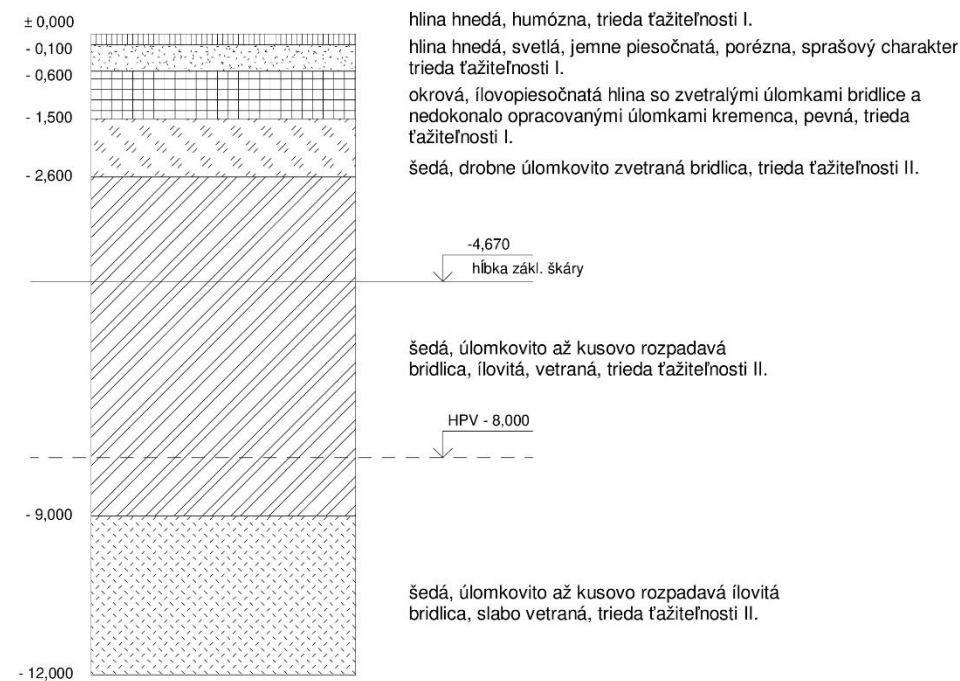 ± 0,000
hlina hnedá, humózna, trieda ťažiteľnosti I.
- 0,100
hlina hnedá, svetlá, jemne piesočnatá, porézna, sprašový charakter
trieda ťažiteľnosti I.
- 0,600
okrová, ílovopiesočnatá hlina so zvetralými úlomkami bridlice a
nedokonalo opracovanými úlomkami kremenca, pevná, trieda
ťažiteľnosti I.
- 1,500
šedá, drobne úlomkovito zvetraná bridlica, trieda ťažiteľnosti II.
- 2,600
-4,670
hĺbka zákl. škáry
šedá, úlomkovito až kusovo rozpadavá
bridlica, ílovitá, vetraná, trieda ťažiteľnosti II.
HPV - 8,000
- 9,000
šedá, úlomkovito až kusovo rozpadavá ílovitá
bridlica, slabo vetraná, trieda ťažiteľnosti II.
- 12,000